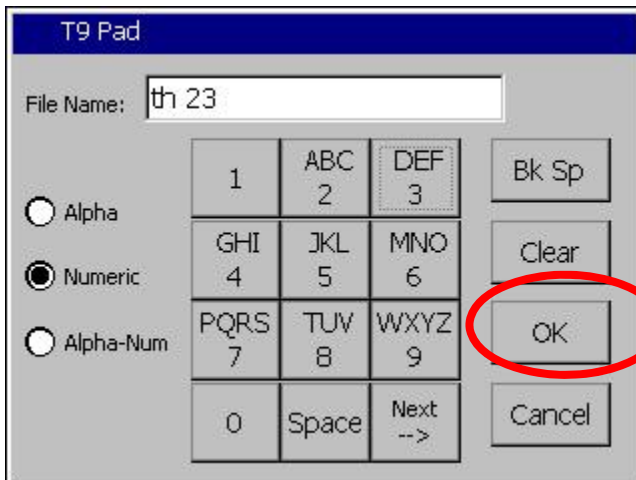 T9 Pad
File Name: th 23
Alpha
Numeric
Alpha-Num
1
ABC
2
DEF
3
GHI
4
JKL
5
MNO
6
PQRS
7
TUV
8
WXYZ
9
0
Space
Next
-->
Bk Sp
Clear
OK
Cancel